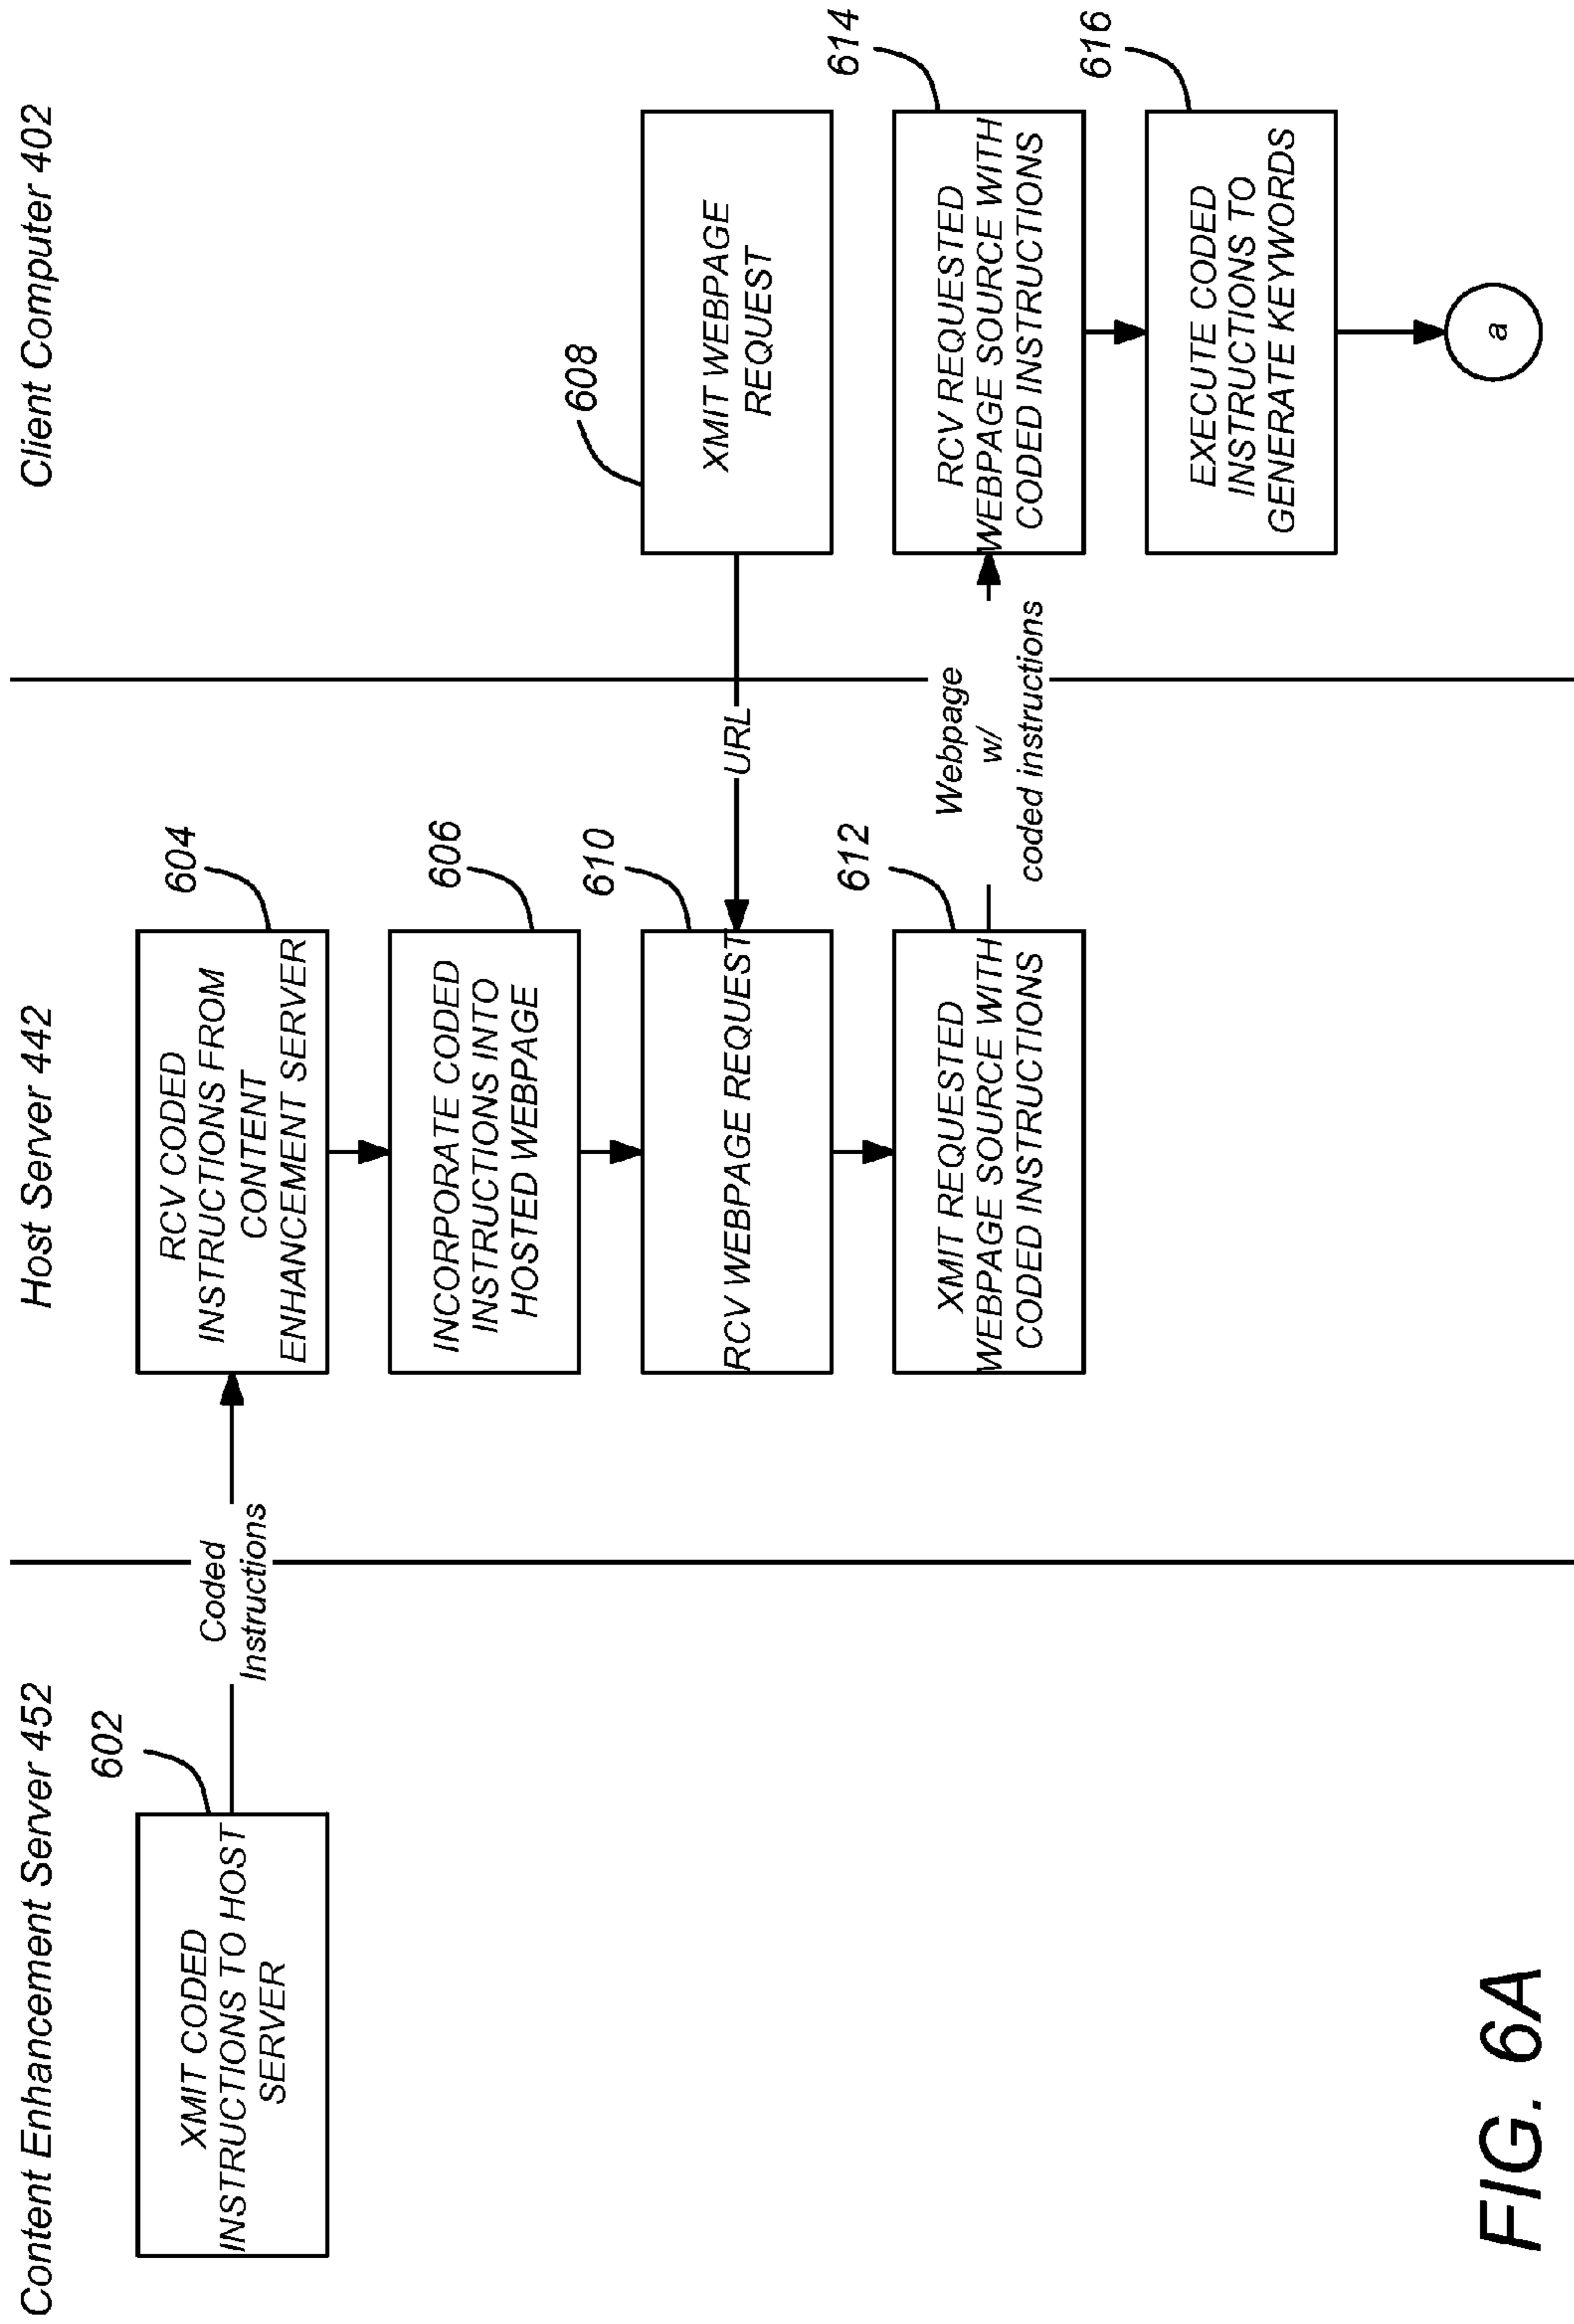 Content Enhancement Server 452
Host Server 442
Client Computer 402
602
XMIT CODED
INSTRUCTIONS TO HOST
SERVER
Coded
Instructions
604
RCV CODED
INSTRUCTIONS FROM
CONTENT
ENHANCEMENT SERVER
606
INCORPORATE CODED
INSTRUCTIONS INTO
HOSTED WEBPAGE
608
XMIT WEBPAGE
REQUEST
URL
610
RCV WEBPAGE REQUEST
612
XMIT REQUESTED
WEBPAGE SOURCE WITH
CODED INSTRUCTIONS
Webpage
w/
coded instructions
614
RCV REQUESTED
WEBPAGE SOURCE WITH
CODED INSTRUCTIONS
616
EXECUTE CODED
INSTRUCTIONS TO
GENERATE KEYWORDS
a
FIG. 6A